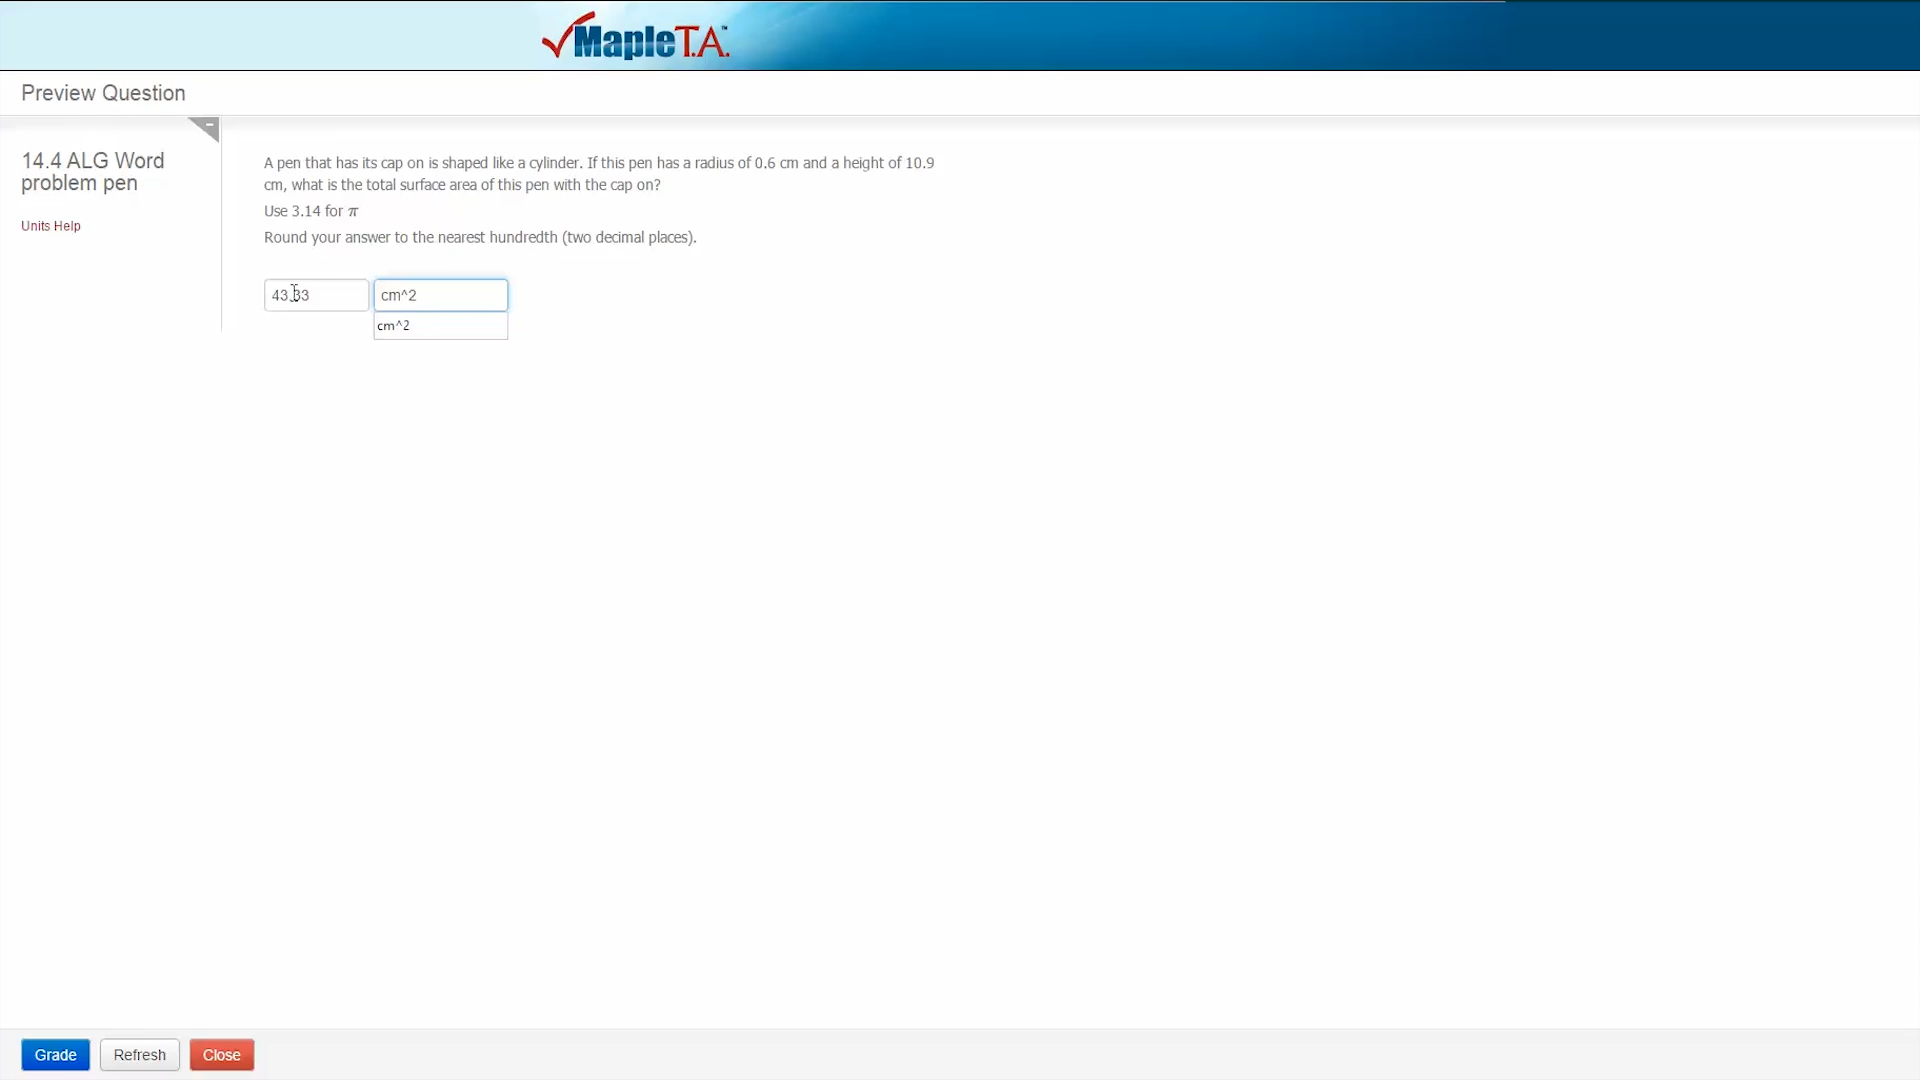 MapleT.A.™
Preview Question
14.4 ALG Word
problem pen
Units Help
A pen that has its cap on is shaped like a cylinder. If this pen has a radius of 0.6 cm and a height of 10.9
cm, what is the total surface area of this pen with the cap on?
Use 3.14 for π
Round your answer to the nearest hundredth (two decimal places).
43.33 cm^2
cm^2
Grade Refresh Close